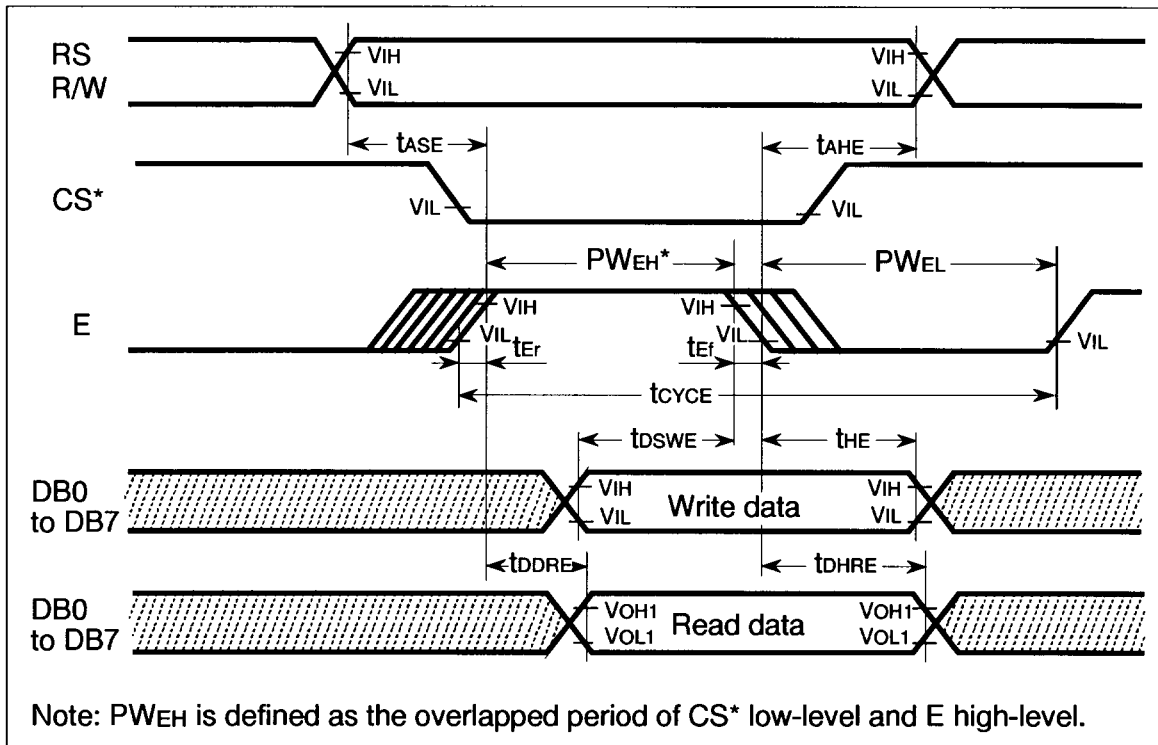 RS
R/W
VIH
VIL
VIH
VIL
tASE
tAHE
CS*
VIL
VIL
PWEH*
PWEL
E
VIH
VIL
VIH
VIL
VIL
tEr
tEf
tCYCE
tDSWE
tHE
DB0
to DB7
VIH
VIL
Write data
VIH
VIL
tDDRE
tDHRE
DB0
to DB7
VOH1
VOL1
Read data
VOH1
VOL1
Note: PWEH is defined as the overlapped period of CS* low-level and E high-level.